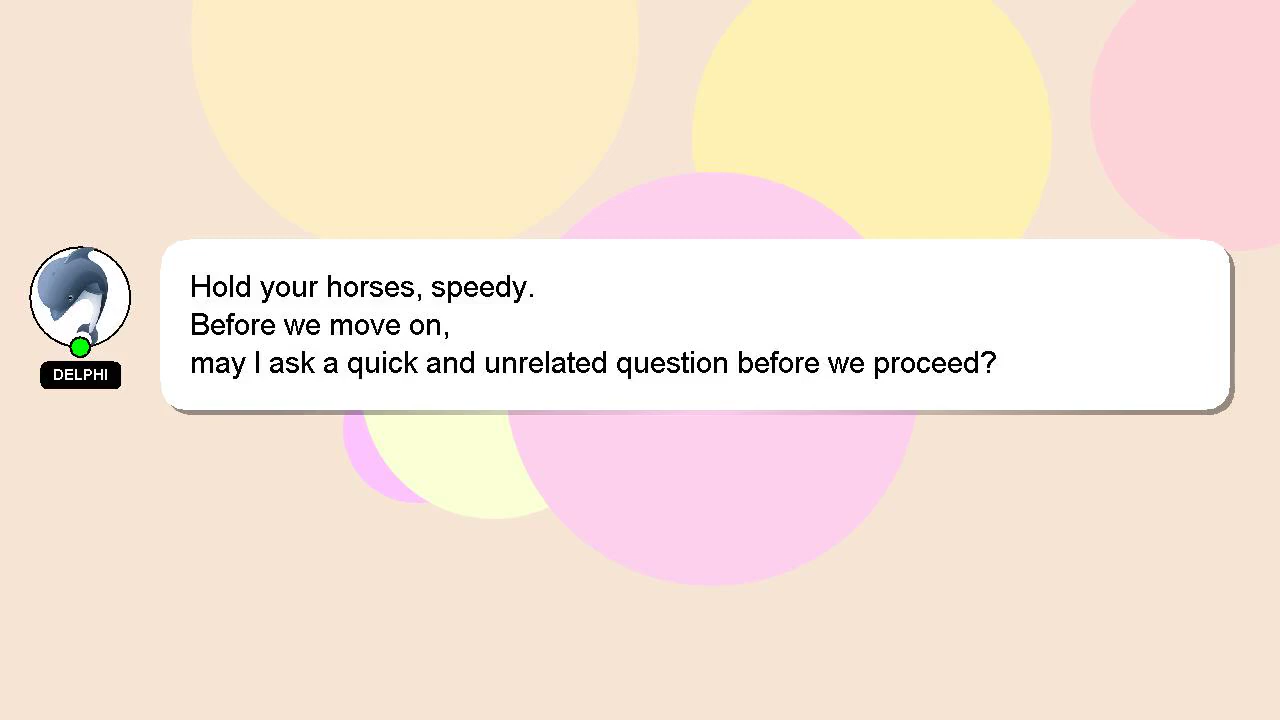 Hold your horses, speedy.
Before we move on,
may I ask a quick and unrelated question before we proceed?
DELPHI